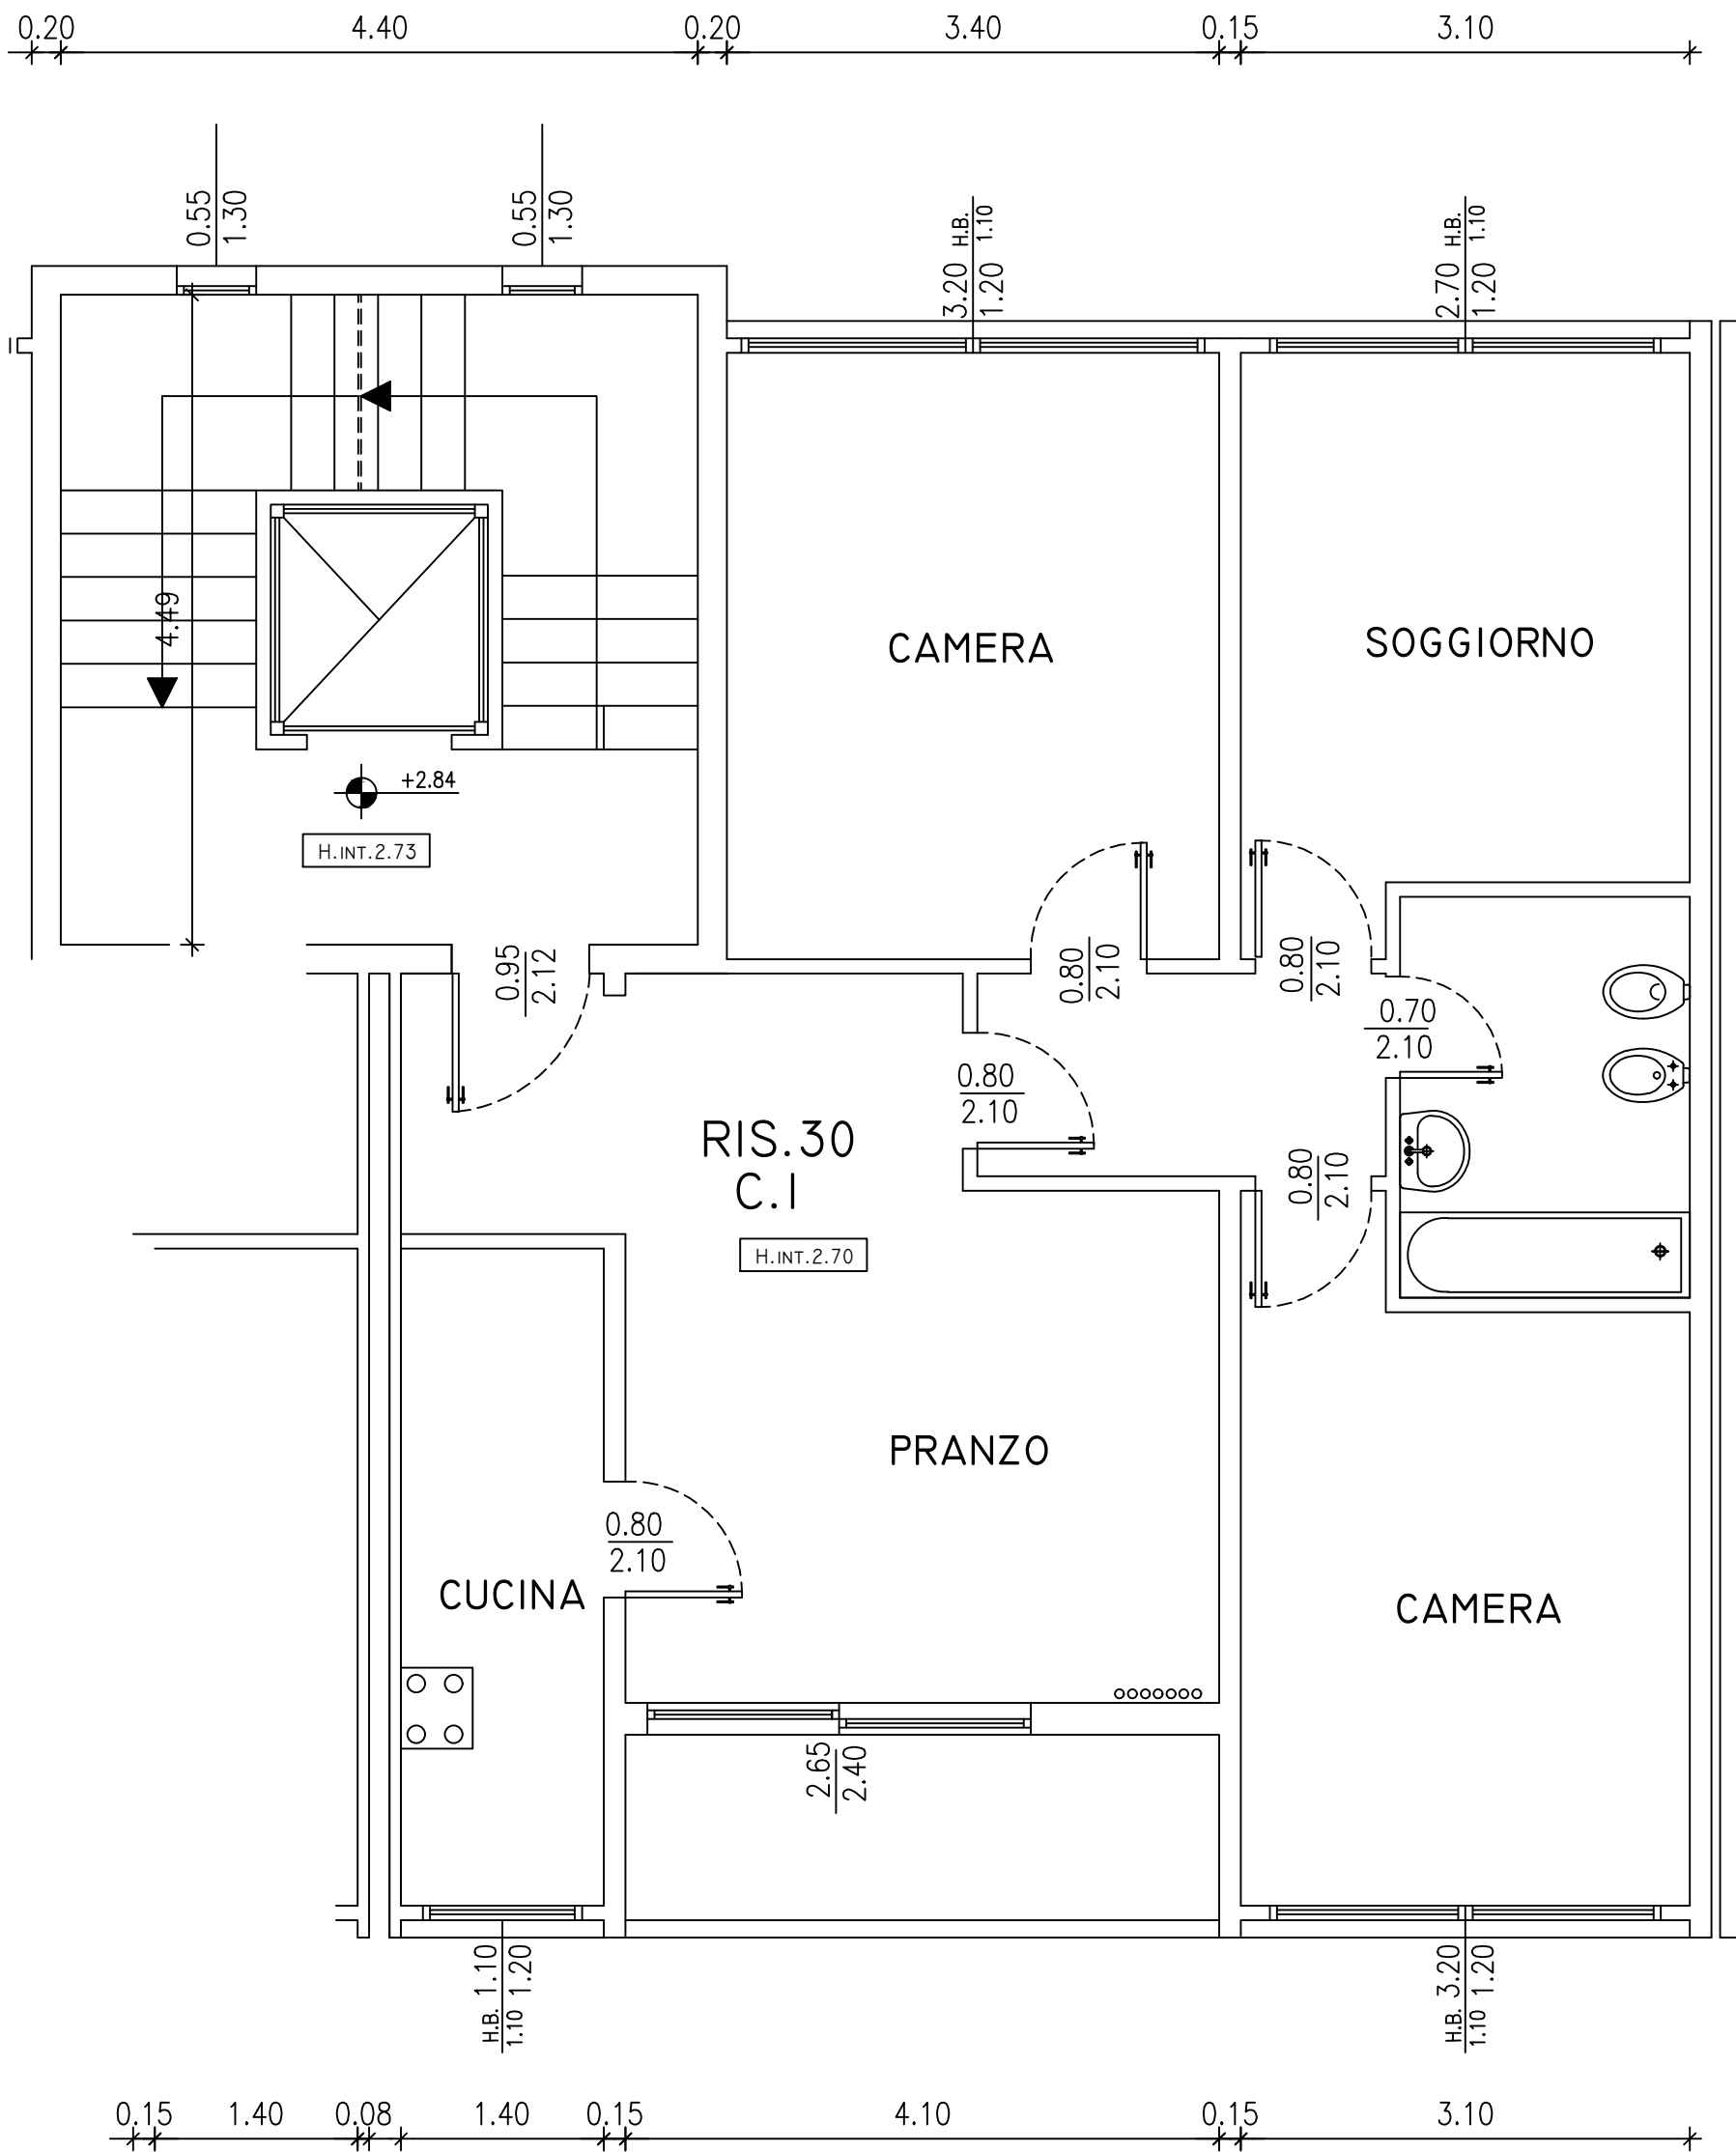 0.20 4.40 0.20 3.40 0.15 3.10
0.55
1.30
0.55
1.30
3.20 H.B.
1.20 1.10
2.70 H.B.
1.20 1.10
4.49
CAMERA
SOGGIORNO
+2.84
H.INT.2.73
0.95
2.12
0.80
2.10
0.80
2.10
0.70
2.10
0.80
2.10
RIS.30
C.I
0.80
2.10
H.INT.2.70
PRANZO
0.80
2.10
CUCINA
CAMERA
2.65
2.40
H.B. 1.10
1.10 1.20
H.B. 3.20
1.10 1.20
0.15 1.40 0.08 1.40 0.15 4.10 0.15 3.10